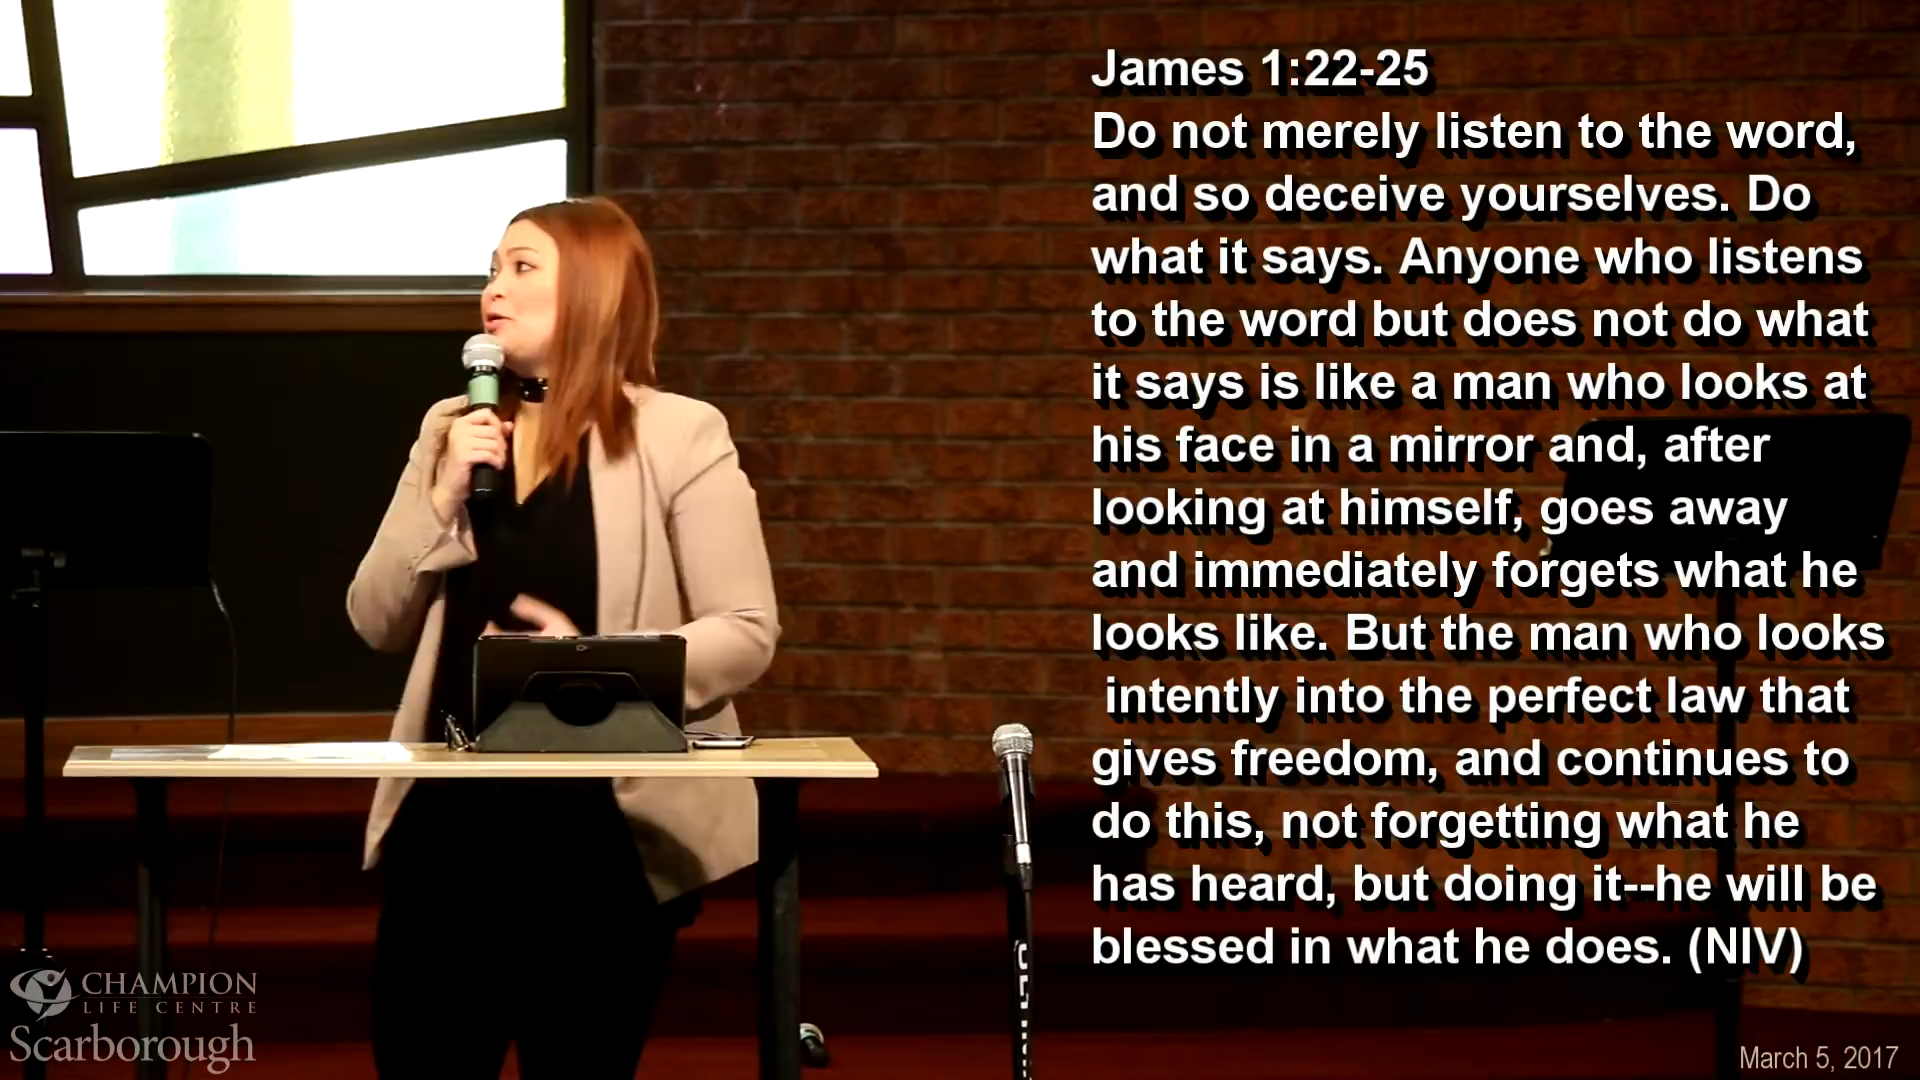 James 1:22-25
Do not merely listen to the word,
and so deceive yourselves. Do
what it says. Anyone who listens
to the word but does not do what
it says is like a man who looks at
his face in a mirror and, after
looking at himself, goes away
and immediately forgets what he
looks like. But the man who looks
intently into the perfect law that
gives freedom, and continues to
do this, not forgetting what he
has heard, but doing it--he will be
blessed in what he does. (NIV)
CHAMPION
LIFE CENTRE
Scarborough
March 5, 2017